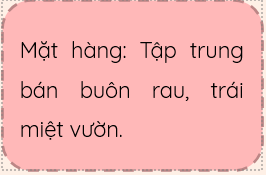 Mặt hàng: Tập trung
bán buôn rau, trái
miệt vườn.